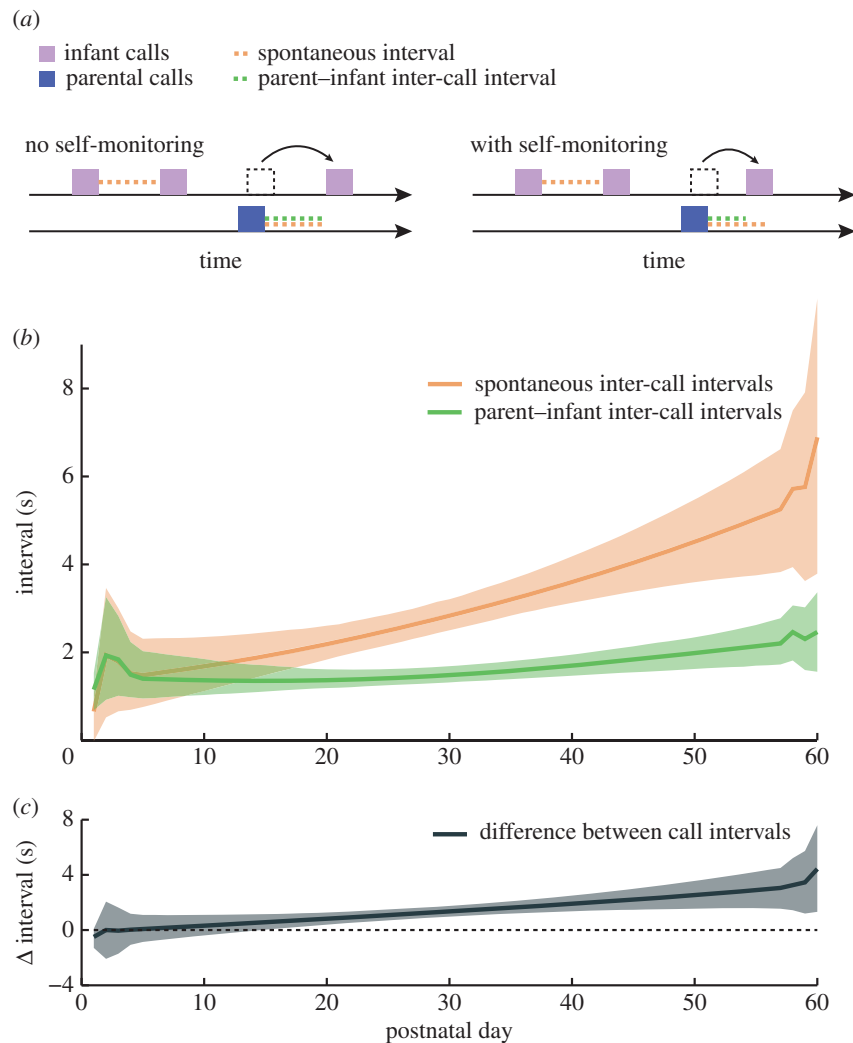 (a)
infant calls
spontaneous interval
parental calls
parent–infant inter-call interval
no self-monitoring
with self-monitoring
time
time
(b)
spontaneous inter-call intervals
parent–infant inter-call intervals
8
6
4
2
interval (s)
0 10 20 30 40 50 60
(c)
difference between call intervals
8
4
0
−4
Δ interval (s)
0 10 20 30 40 50 60
postnatal day